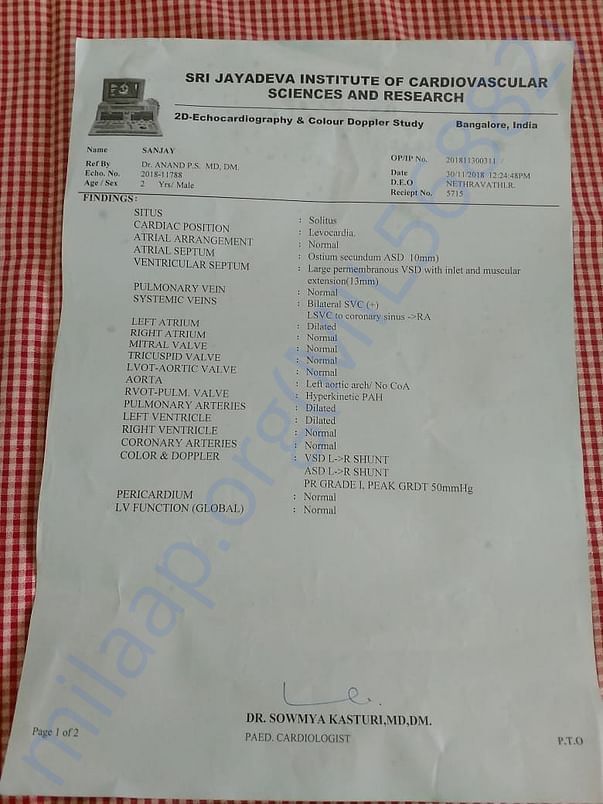 SRI JAYADEVA INSTITUTE OF CARDIOVASCULAR
SCIENCES AND RESEARCH
2D-Echocardiography & Colour Doppler Study Bangalore, India
Name SANJAY
Ref By Dr. ANAND P.S. MD, DM.
Echo. No. 2018-11788
Age / Sex 2 Yrs/ Male
OP/IP No. 201811300311 /
Date 30/11/2018 12:24:48PM
D.E.O NETHRAVATHI.R.
Reciept No. 5715
FINDINGS:
SITUS : Solitus
CARDIAC POSITION : Levocardia.
ATRIAL ARRANGEMENT : Normal
ATRIAL SEPTUM : Ostium secundum ASD 10mm)
VENTRICULAR SEPTUM : Large permembranous VSD with inlet and muscular
extension(13mm)
PULMONARY VEIN : Normal
SYSTEMIC VEINS : Bilateral SVC (+)
LSVC to coronary sinus ->RA
LEFT ATRIUM : Dilated
RIGHT ATRIUM : Normal
MITRAL VALVE : Normal
TRICUSPID VALVE : Normal
LVOT-AORTIC VALVE : Normal
AORTA : Left aortic arch/ No CoA
RVOT-PULM. VALVE : Hyperkinetic PAH
PULMONARY ARTERIES : Dilated
LEFT VENTRICLE : Dilated
RIGHT VENTRICLE : Normal
CORONARY ARTERIES : Normal
COLOR & DOPPLER : VSD L->R SHUNT
ASD L->R SHUNT
PR GRADE I, PEAK GRDT 50mmHg
PERICARDIUM : Normal
LV FUNCTION (GLOBAL) : Normal
DR. SOWMYA KASTURI,MD,DM.
PAED. CARDIOLOGIST
Page 1 of 2
P.T.O